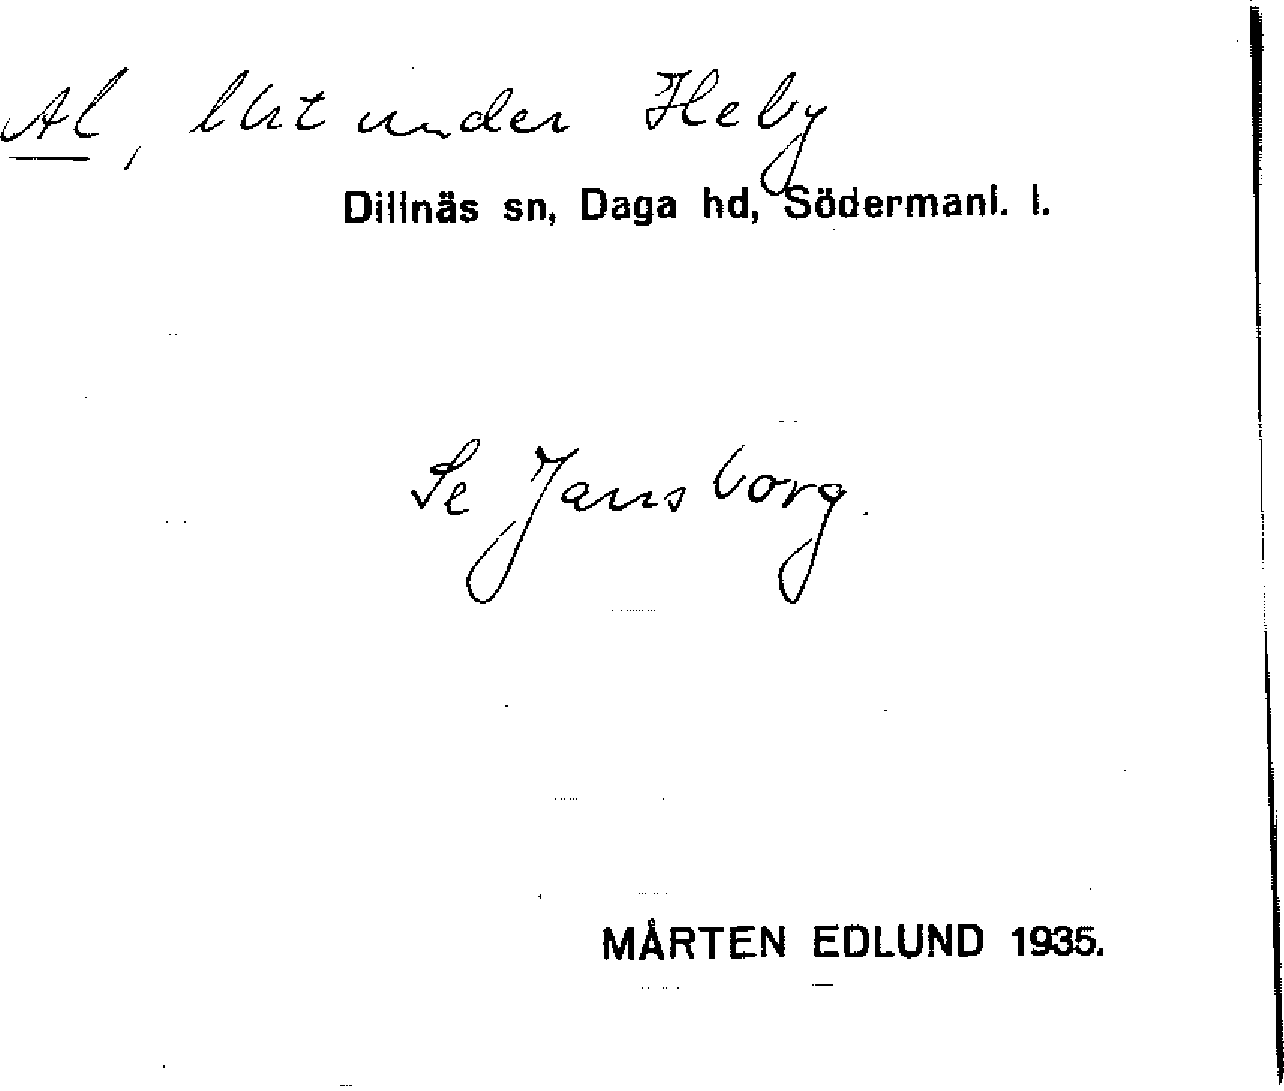 Al, lht under Heby
Dillnäs sn, Daga hd, Södermanl. l.
Se Jansborg.
MÅRTEN EDLUND 1935.